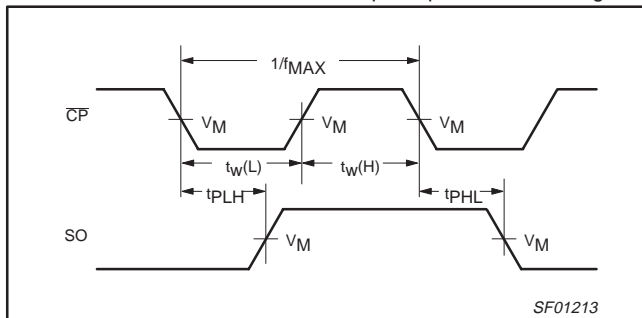 1/fMAX
CP
VM
VM
VM
tw(L)
tw(H)
tPLH
tPHL
SO
VM
VM
SF01213